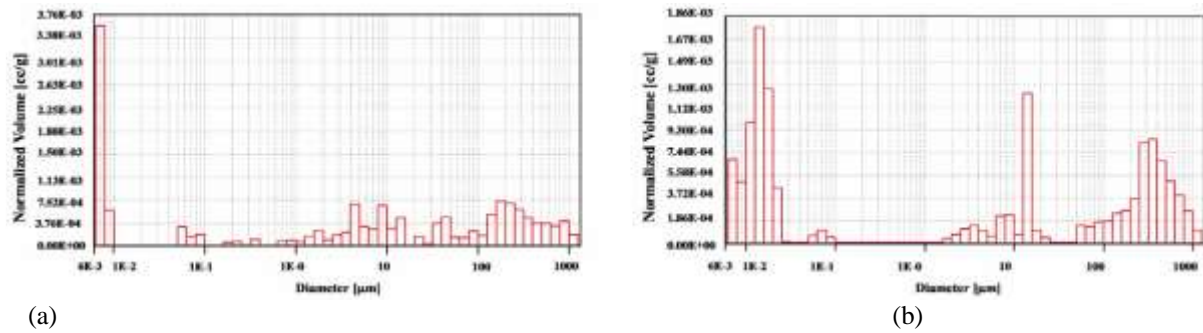 3.76E-03
3.38E-03
3.01E-03
2.63E-03
2.25E-03
1.88E-03
1.50E-03
1.13E-03
7.52E-04
3.76E-04
0.00E+00
Normalized Volume [cc/g]
6E-3 1E-2 1E-1 1E-0 10 100 1000
Diameter [µm]
(a)
1.86E-03
1.67E-03
1.49E-03
1.30E-03
1.12E-03
9.30E-04
7.44E-04
5.58E-04
3.72E-04
1.86E-04
0.00E+00
Normalized Volume [cc/g]
6E-3 1E-2 1E-1 1E-0 10 100 1000
Diameter [µm]
(b)